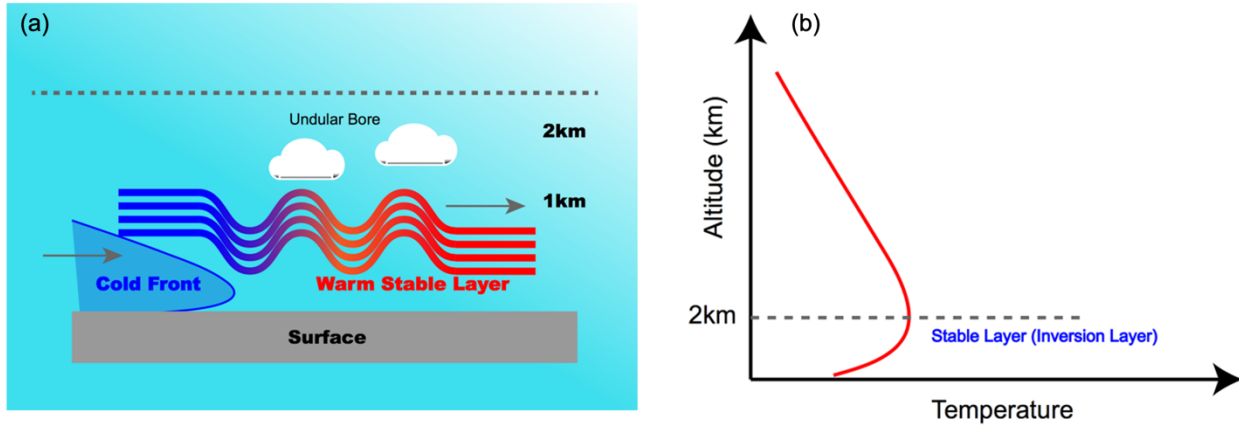 (a)
Undular Bore
2km
1km
Cold Front
Warm Stable Layer
Surface
(b)
Altitude (km)
2km
Stable Layer (Inversion Layer)
Temperature